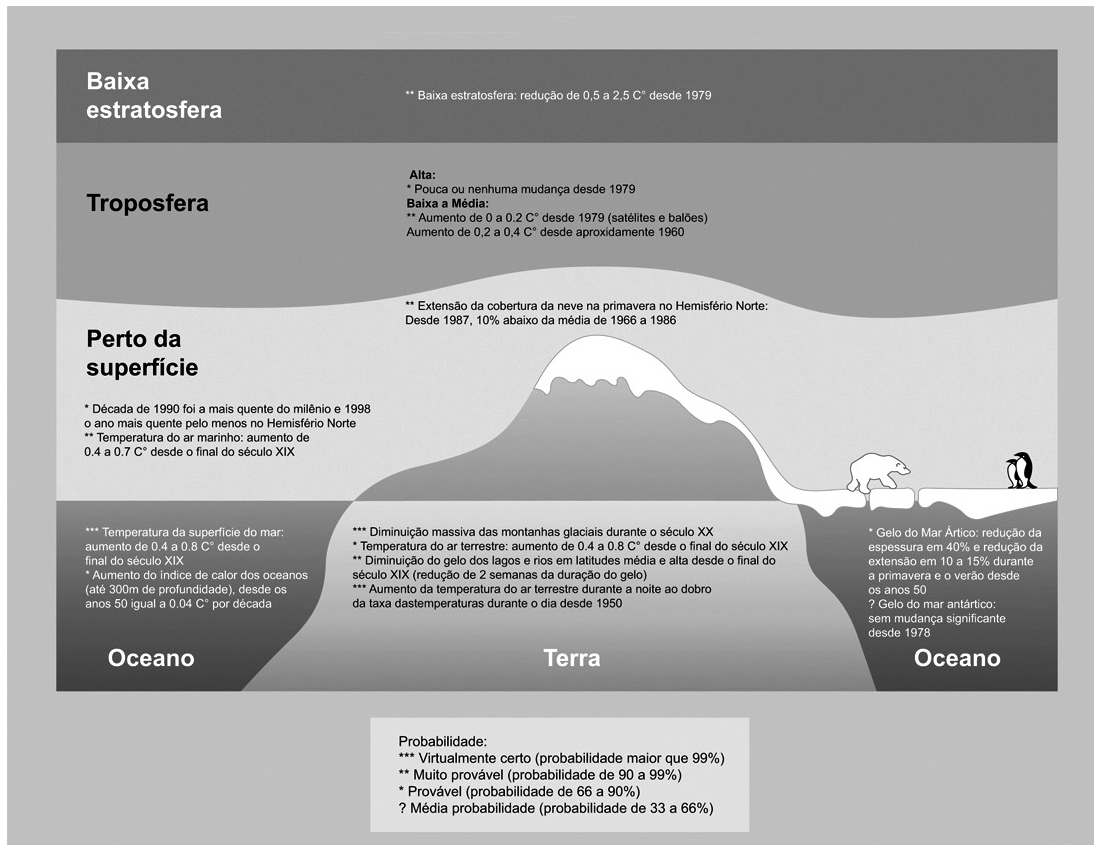 Baixa
estratosfera
** Baixa estratosfera: redução de 0,5 a 2,5 C° desde 1979
Troposfera
Alta:
* Pouca ou nenhuma mudança desde 1979
Baixa a Média:
** Aumento de 0 a 0.2 C° desde 1979 (satélites e balões)
Aumento de 0,2 a 0,4 C° desde aproxidamente 1960
** Extensão da cobertura da neve na primavera no Hemisfério Norte:
Desde 1987, 10% abaixo da média de 1966 a 1986
Perto da
superfície
* Década de 1990 foi a mais quente do milênio e 1998
o ano mais quente pelo menos no Hemisfério Norte
** Temperatura do ar marinho: aumento de
0.4 a 0.7 C° desde o final do século XIX
*** Temperatura da superfície do mar:
aumento de 0.4 a 0.8 C° desde o
final do século XIX
* Aumento do índice de calor dos oceanos
(até 300m de profundidade), desde os
anos 50 igual a 0.04 C° por década
Oceano
*** Diminuição massiva das montanhas glaciais durante o século XX
* Temperatura do ar terrestre: aumento de 0.4 a 0.8 C° desde o final do século XIX
** Diminuição do gelo dos lagos e rios em latitudes média e alta desde o final do
século XIX (redução de 2 semanas da duração do gelo)
*** Aumento da temperatura do ar terrestre durante a noite ao dobro
da taxa dastemperaturas durante o dia desde 1950
Terra
* Gelo do Mar Ártico: redução da
espessura em 40% e redução da
extensão em 10 a 15% durante
a primavera e o verão desde
os anos 50
? Gelo do mar antártico:
sem mudança significante
desde 1978
Oceano
Probabilidade:
*** Virtualmente certo (probabilidade maior que 99%)
** Muito provável (probabilidade de 90 a 99%)
* Provável (probabilidade de 66 a 90%)
? Média probabilidade (probabilidade de 33 a 66%)